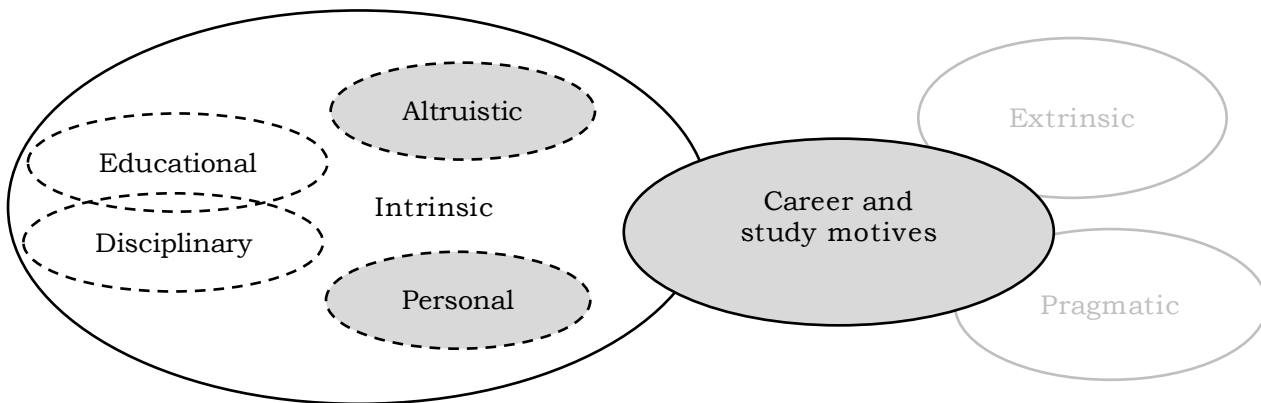 Altruistic
Educational
Intrinsic
Disciplinary
Personal
Career and
study motives
Extrinsic
Pragmatic